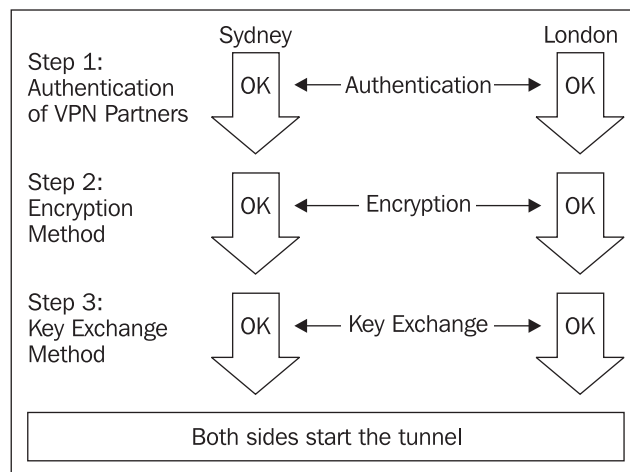 Sydney London
Step 1:
Authentication
of VPN Partners
OK Authentication OK
Step 2:
Encryption
Method
OK Encryption OK
Step 3:
Key Exchange
Method
OK Key Exchange OK
Both sides start the tunnel